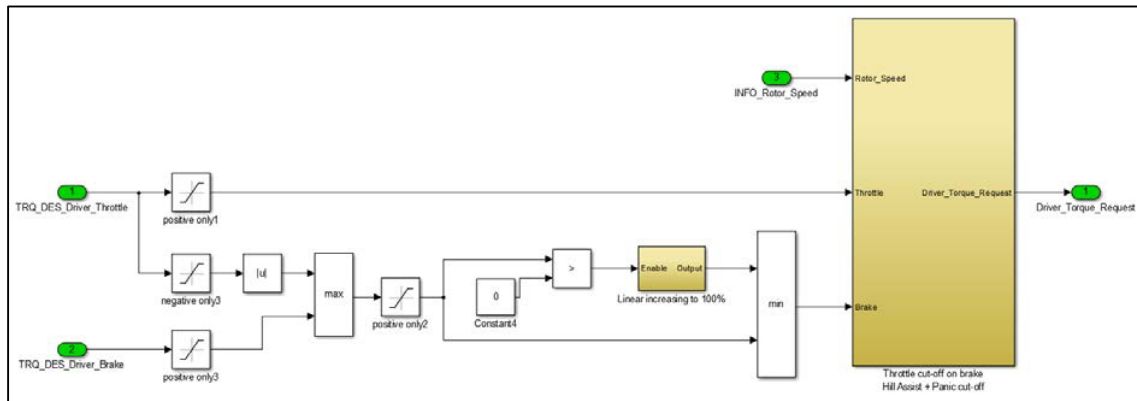 3
INFO_Rotor_Speed
Rotor_Speed
1
TRQ_DES_Driver_Throttle
positive only1
Throttle
Driver_Torque_Request
1
Driver_Torque_Request
negative only3
|u|
max
positive only2
>
0
Constant4
Enable Output
Linear increasing to 100%
min
Brake
2
TRQ_DES_Driver_Brake
positive only3
Throttle cut-off on brake
Hill Assist + Panic cut-off